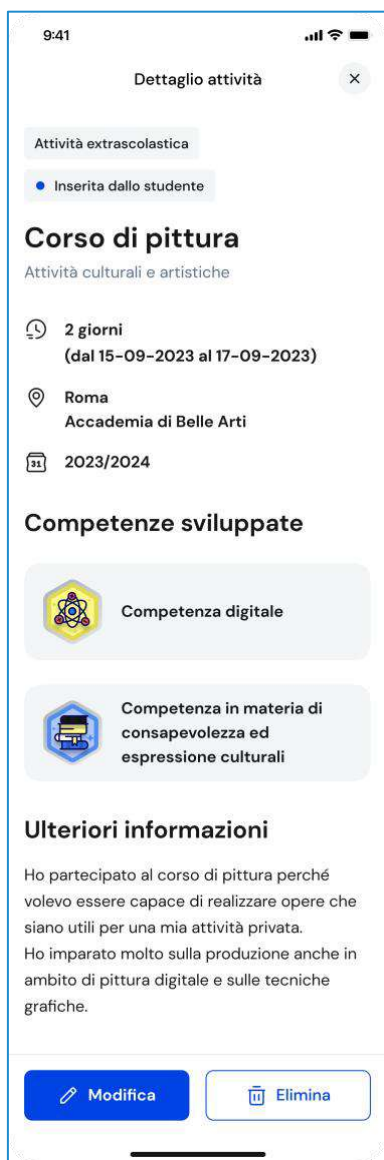 9:41
Dettaglio attività
Attività extrascolastica
Inserita dallo studente
Corso di pittura
Attività culturali e artistiche
2 giorni
(dal 15-09-2023 al 17-09-2023)
Roma
Accademia di Belle Arti
31
2023/2024
Competenze sviluppate
Competenza digitale
Competenza in materia di
consapevolezza ed
espressione culturali
Ulteriori informazioni
Ho partecipato al corso di pittura perché
volevo essere capace di realizzare opere che
siano utili per una mia attività privata.
Ho imparato molto sulla produzione anche in
ambito di pittura digitale e sulle tecniche
grafiche.
Modifica
Elimina